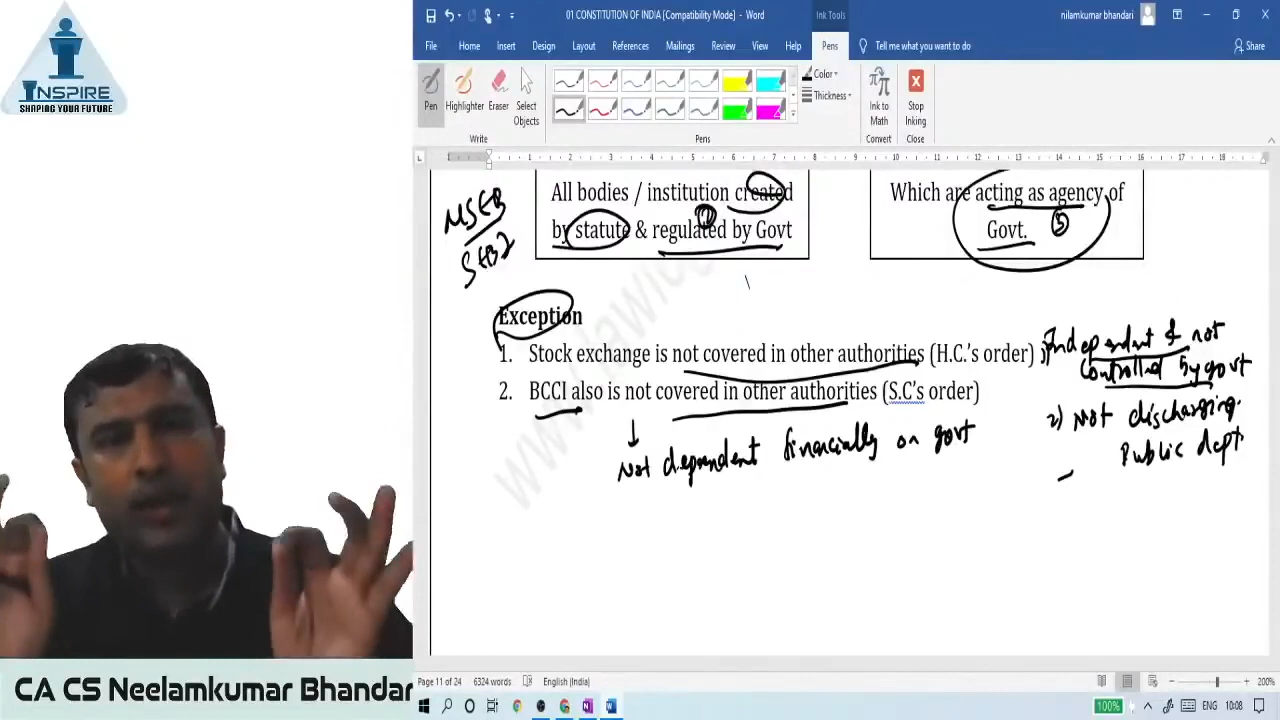 INSPIRE
SHAPING YOUR FUTURE
01 CONSTITUTION OF INDIA [Compatibility Mode] - Word
Ink Tools
nilamkumar bhandari
File Home Insert Design Layout References Mailings Review View Help Pens Tell me what you want to do Share
Pen Highlighter Eraser Select Objects
Color
Thickness
Ink to Math Convert
Stop Inking Close
Write Pens
All bodies / institution created
by statute & regulated by Govt
Which are acting as agency of
Govt.
MSEB
SEBI
Exception
1. Stock exchange is not covered in other authorities (H.C.'s order)
2. BCCI also is not covered in other authorities (S.C's order)
Not dependent financially on govt
1) Independent & not
controlled by govt
2) Not discharging
Public dept
CA CS Neelamkumar Bhandar
Page 11 of 24 6324 words English (India) 200%
100% ENG 10:08